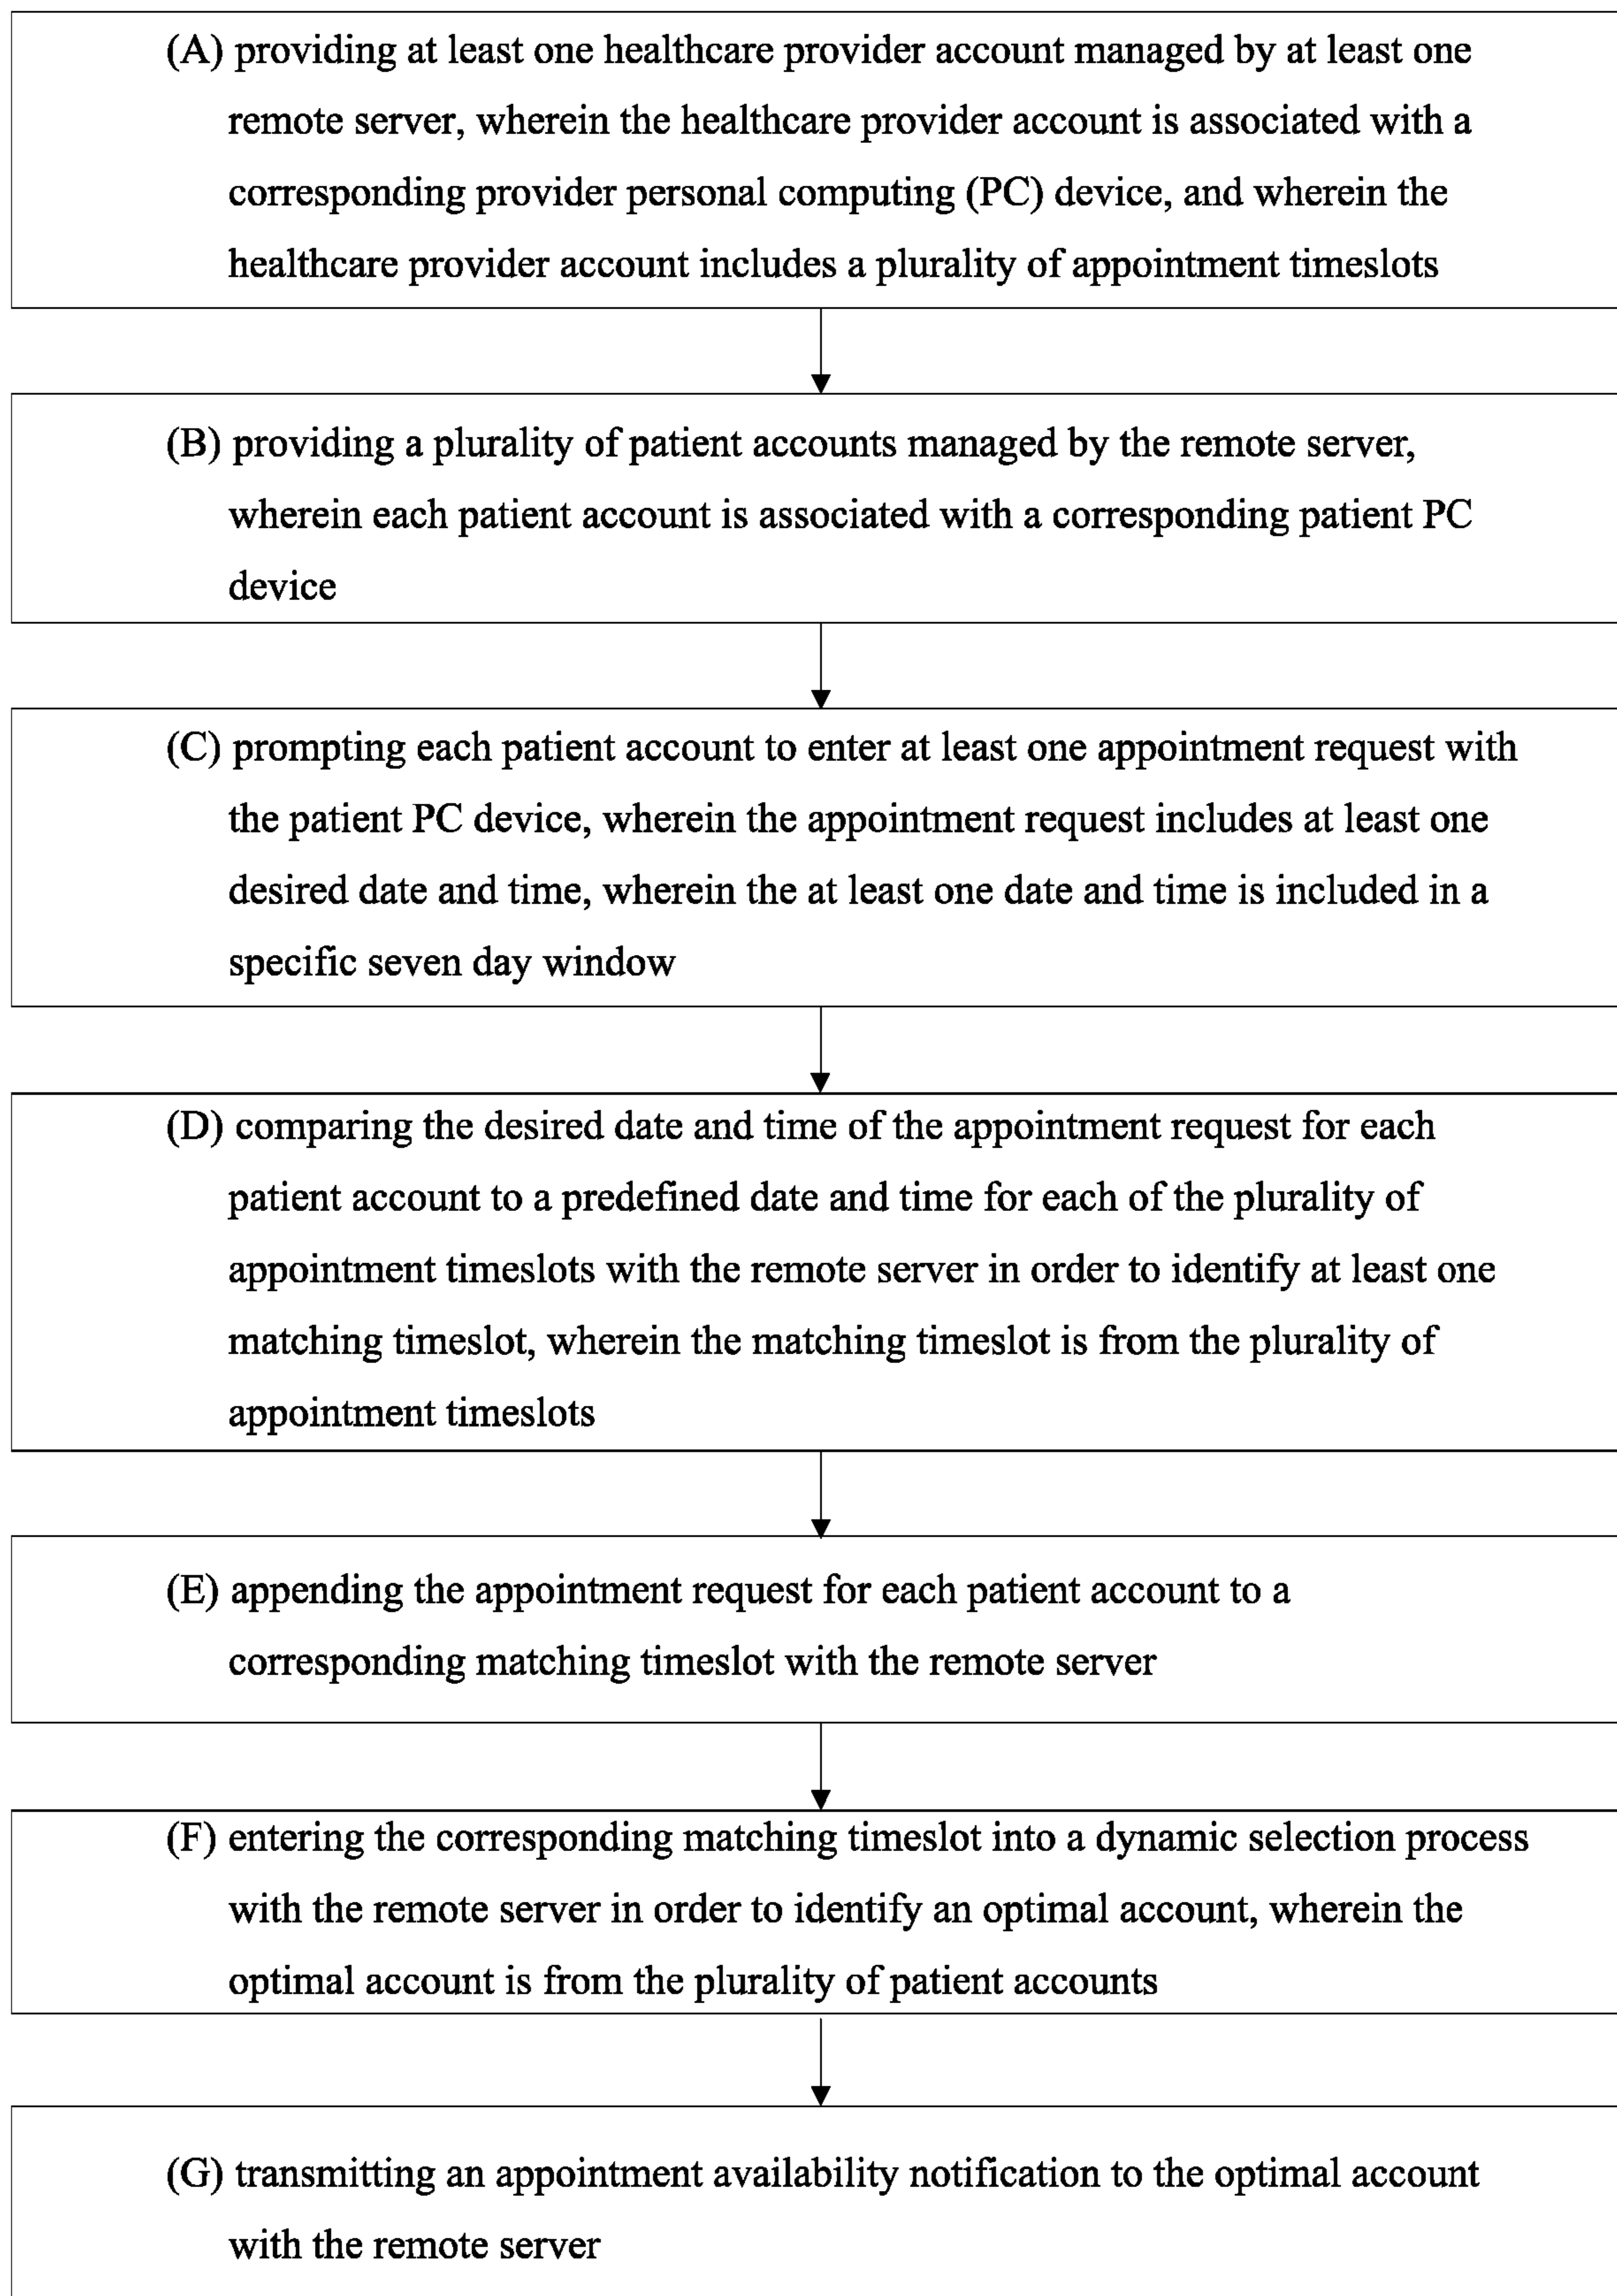 (A) providing at least one healthcare provider account managed by at least one
remote server, wherein the healthcare provider account is associated with a
corresponding provider personal computing (PC) device, and wherein the
healthcare provider account includes a plurality of appointment timeslots
(B) providing a plurality of patient accounts managed by the remote server,
wherein each patient account is associated with a corresponding patient PC
device
(C) prompting each patient account to enter at least one appointment request with
the patient PC device, wherein the appointment request includes at least one
desired date and time, wherein the at least one date and time is included in a
specific seven day window
(D) comparing the desired date and time of the appointment request for each
patient account to a predefined date and time for each of the plurality of
appointment timeslots with the remote server in order to identify at least one
matching timeslot, wherein the matching timeslot is from the plurality of
appointment timeslots
(E) appending the appointment request for each patient account to a
corresponding matching timeslot with the remote server
(F) entering the corresponding matching timeslot into a dynamic selection process
with the remote server in order to identify an optimal account, wherein the
optimal account is from the plurality of patient accounts
(G) transmitting an appointment availability notification to the optimal account
with the remote server